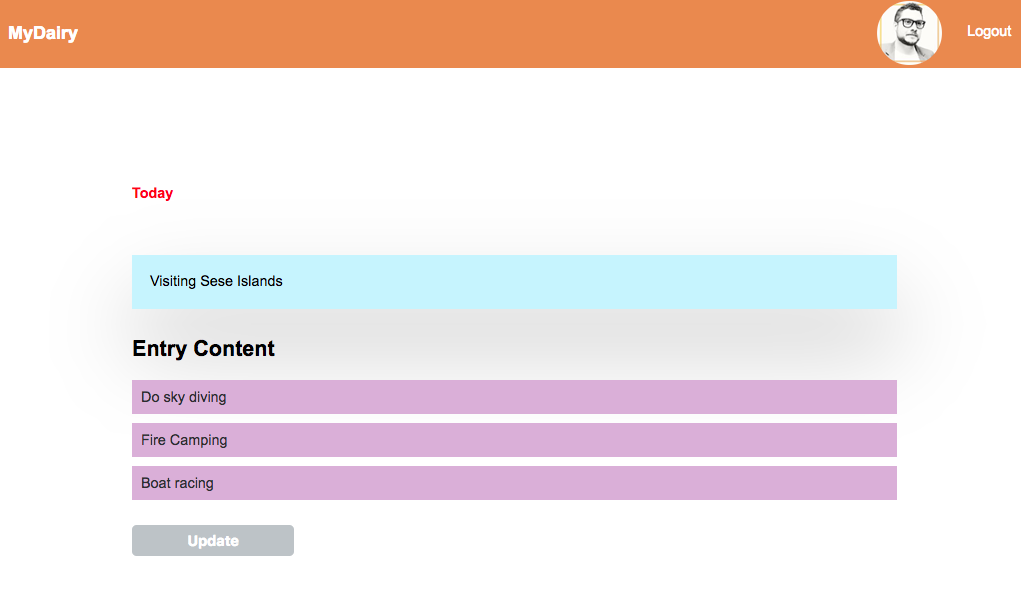 MyDairy
Logout
Today
Visiting Sese Islands
Entry Content
Do sky diving
Fire Camping
Boat racing
Update